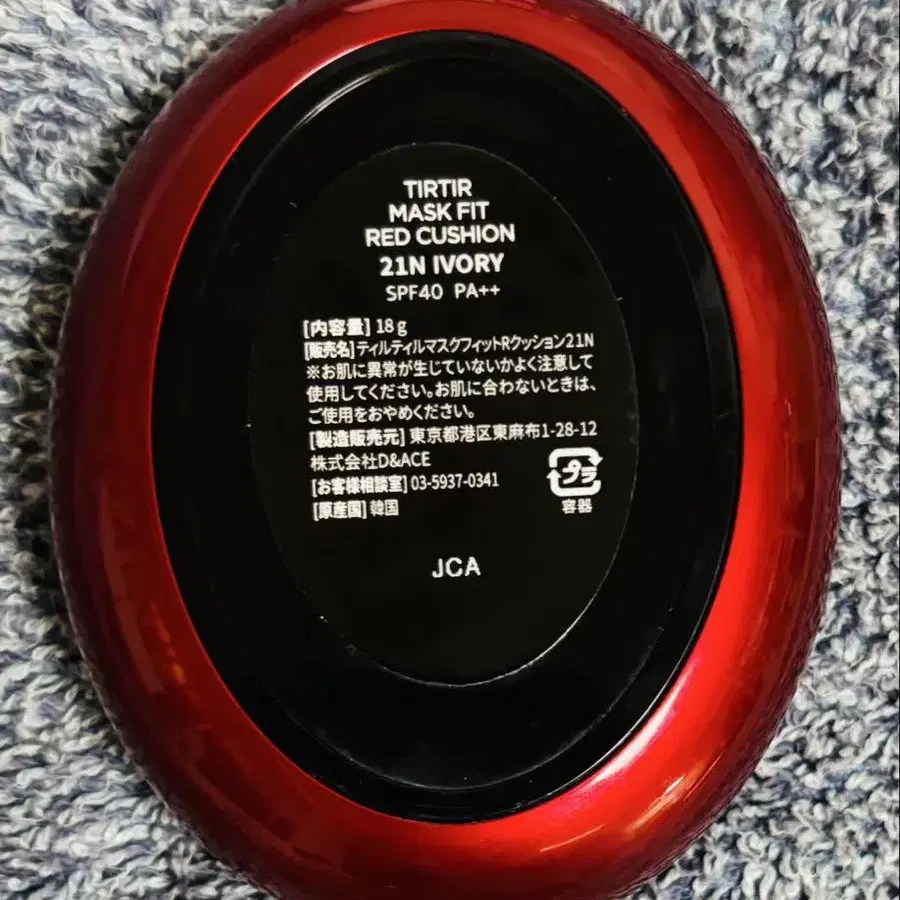 TIRTIR
MASK FIT
RED CUSHION
21N IVORY
SPF40 PA++
[内容量] 18 g
[販売名] ティルティルマスクフィットRクッション21N
※お肌に異常が生じていないかよく注意して
使用してください。お肌に合わないときは、
ご使用をおやめください。
[製造販売元] 東京都港区東麻布1-28-12
株式会社D&ACE
[お客様相談室] 03-5937-0341
[原産国] 韓国
プラ
容器
JCA